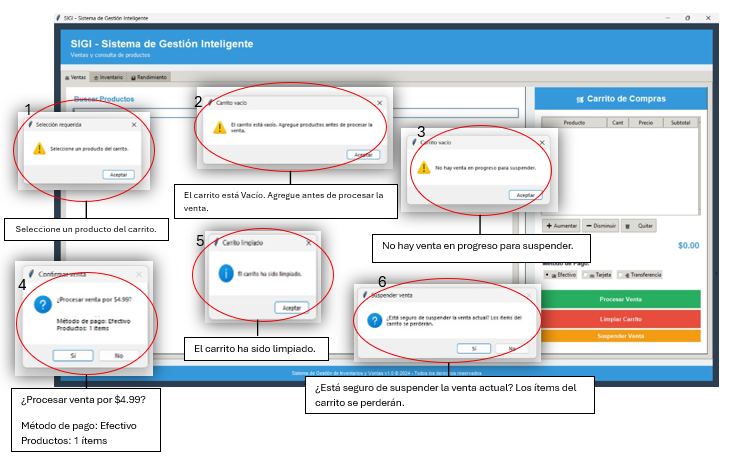 SIGI - Sistema de Gestión Inteligente
SIGI - Sistema de Gestión Inteligente
Ventas y consulta de productos
Ventas Inventario Rendimiento
Buscar Productos
Carrito de Compras
Producto Cant Precio Subtotal
1
Selección requerida
Seleccione un producto del carrito.
Aceptar
Seleccione un producto del carrito.
2
Carrito vacío
El carrito está vacío. Agregue productos antes de procesar la
venta.
Aceptar
El carrito está Vacío. Agregue antes de procesar la
venta.
3
Carrito vacío
No hay venta en progreso para suspender.
Aceptar
No hay venta en progreso para suspender.
Aumentar Disminuir Quitar
$0.00
Método de Pago:
Efectivo Tarjeta Transferencia
Procesar Venta
Limpiar Carrito
Suspender Venta
4
Confirmar venta
¿Procesar venta por $4.99?
Método de pago: Efectivo
Productos: 1 items
Sí No
¿Procesar venta por $4.99?
Método de pago: Efectivo
Productos: 1 ítems
5
Carrito limpiado
El carrito ha sido limpiado.
Aceptar
El carrito ha sido limpiado.
6
Suspender venta
¿Está seguro de suspender la venta actual? Los items del
carrito se perderán.
Sí No
¿Está seguro de suspender la venta actual? Los ítems del
carrito se perderán.
Sistema de Gestión de Inventarios y Ventas v1.0 © 2024 - Todos los derechos reservados